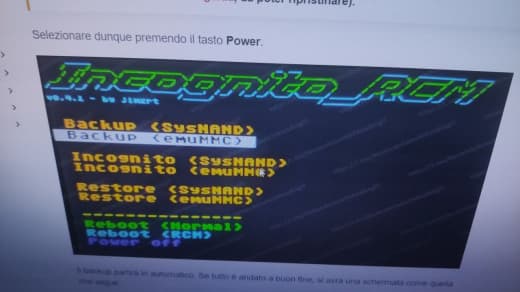 da poter ripristinare).
Selezionare dunque premendo il tasto Power.
Incognito_RCM
v0.4.1 - by Jimzrt
Backup (SysNAND)
Backup (emuMMC)
Incognito (SysNAND)
Incognito (emuMMC)
Restore (SysNAND)
Restore (emuMMC)
---------------
Reboot (Normal)
Reboot (RCM)
Power off
Il backup partirà in automatico. Se tutto è andato a buon fine, si avrà una schermata come quella
che segue